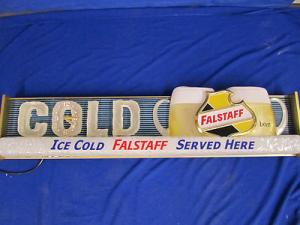 COLD
FALSTAFF
beer
Ice Cold FALSTAFF Served Here